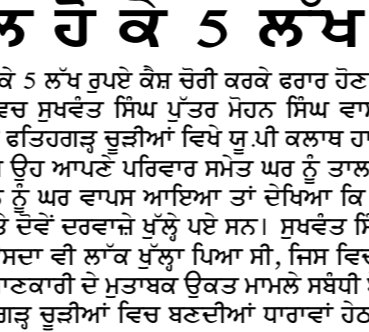 ਲ ਹੋ ਕੇ 5 ਲੱਖ
ਕੇ 5 ਲੱਖ ਰੁਪਏ ਕੈਸ਼ ਚੋਰੀ ਕਰਕੇ ਫਰਾਰ ਹੋਣ
ਵਿਚ ਸੁਖਵੰਤ ਸਿੰਘ ਪੁੱਤਰ ਮੋਹਨ ਸਿੰਘ ਵਾ
ਫਤਿਹਗੜ੍ਹ ਚੂੜੀਆਂ ਵਿਖੇ ਯੂ.ਪੀ ਕਲਾਥ ਹਾ
ਉਹ ਆਪਣੇ ਪਰਿਵਾਰ ਸਮੇਤ ਘਰ ਨੂੰ ਤਾਲ
ਨੂੰ ਘਰ ਵਾਪਸ ਆਇਆ ਤਾਂ ਦੇਖਿਆ ਕਿ
ਤੇ ਦੋਵੇਂ ਦਰਵਾਜ਼ੇ ਖੁੱਲ੍ਹੇ ਪਏ ਸਨ। ਸੁਖਵੰਤ ਸਿੰ
ਸਦਾ ਵੀ ਲਾੱਕ ਖੁੱਲ੍ਹਾ ਪਿਆ ਸੀ, ਜਿਸ ਵਿਚ
ਾਣਕਾਰੀ ਦੇ ਮੁਤਾਬਕ ਉਕਤ ਮਾਮਲੇ ਸਬੰਧੀ
ਗੜ੍ਹ ਚੂੜੀਆਂ ਵਿਚ ਬਣਦੀਆਂ ਧਾਰਾਵਾਂ ਹੇਠ